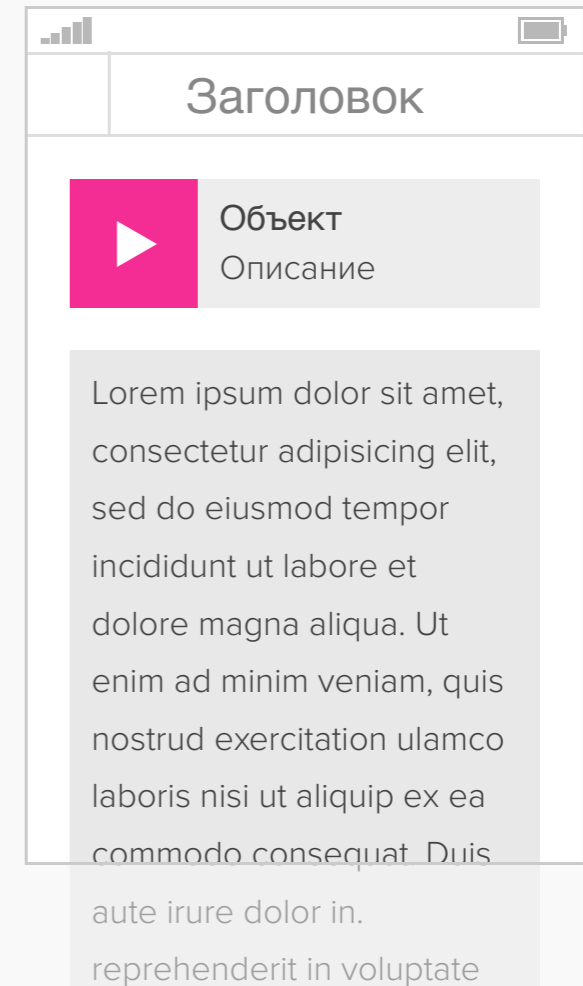 Заголовок
Объект
Описание
Lorem ipsum dolor sit amet,
consectetur adipisicing elit,
sed do eiusmod tempor
incididunt ut labore et
dolore magna aliqua. Ut
enim ad minim veniam, quis
nostrud exercitation ulamco
laboris nisi ut aliquip ex ea
commodo consequat. Duis
aute irure dolor in.
reprehenderit in voluptate